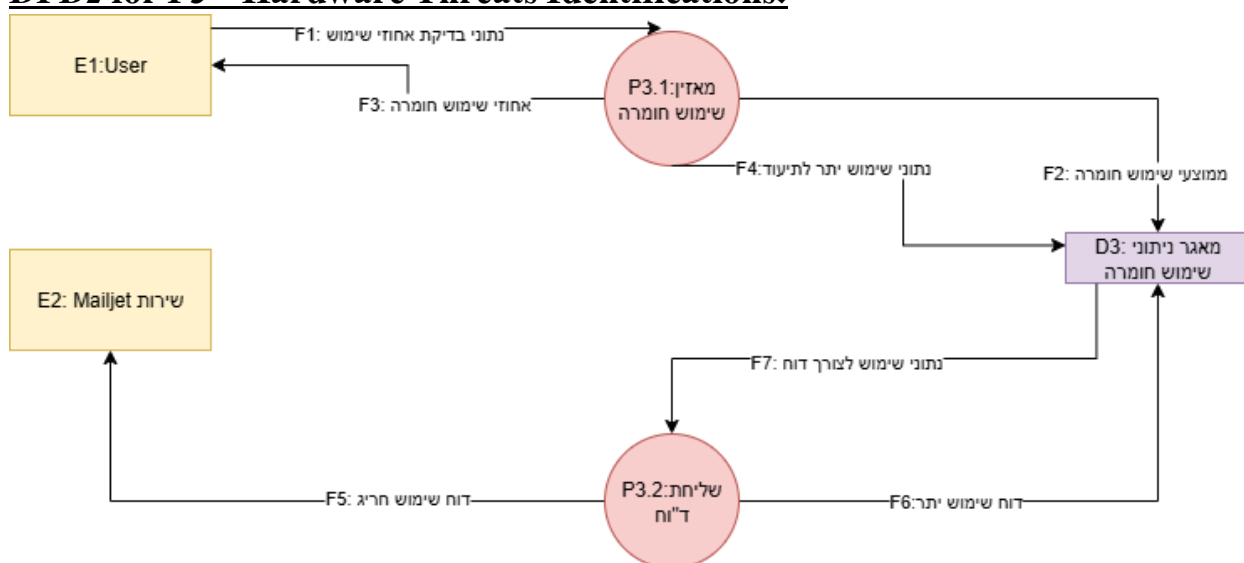 DFD2 for P3 – Hardware Threats Identifications:
F1: נתוני בדיקת אחוזי שימוש
E1:User
P3.1:מאזין
שימוש חומרה
F3: אחוזי שימוש חומרה
F4:נתוני שימוש יתר לתיעוד
F2: ממוצעי שימוש חומרה
D3: מאגר ניתוני
שימוש חומרה
E2: Mailjet שירות
F7: נתוני שימוש לצורך דוח
P3.2:שליחת
ד"וח
F5: דוח שימוש חריג
F6:דוח שימוש יתר